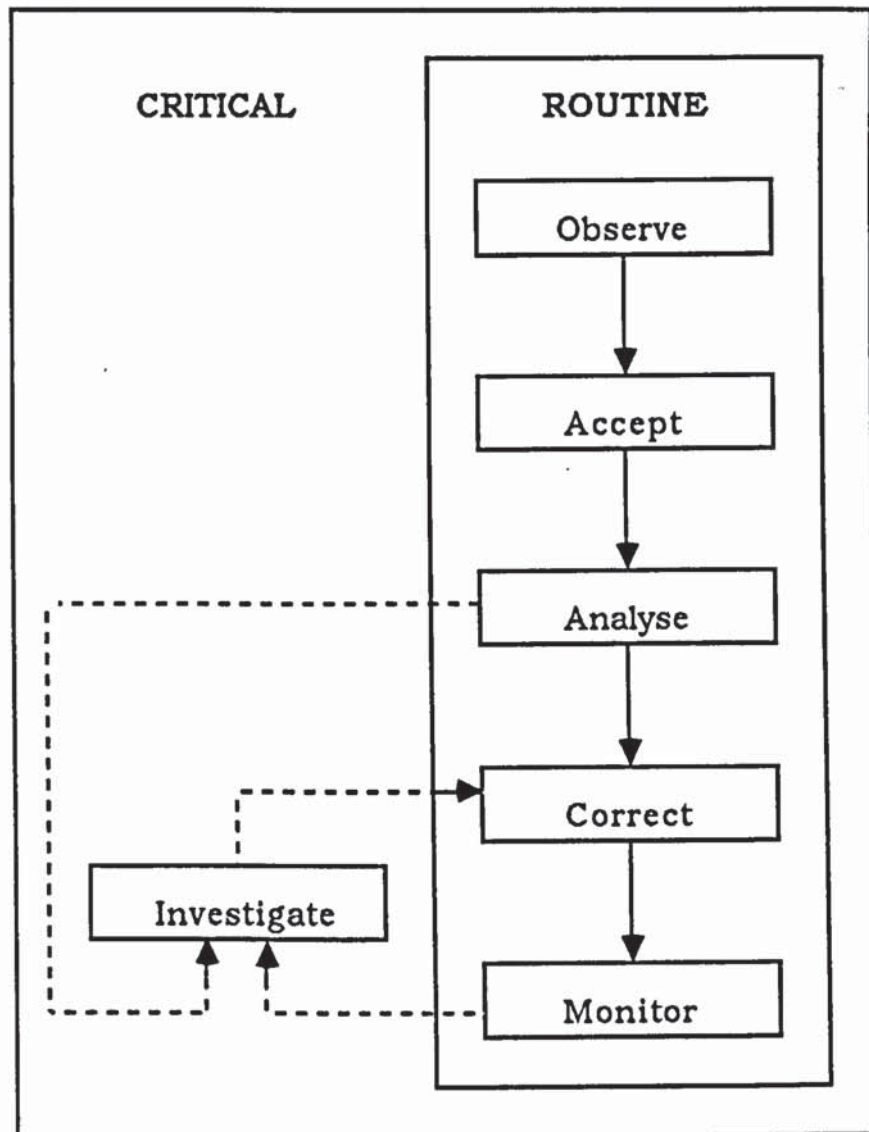 CRITICAL
ROUTINE
Observe
Accept
Analyse
Correct
Investigate
Monitor